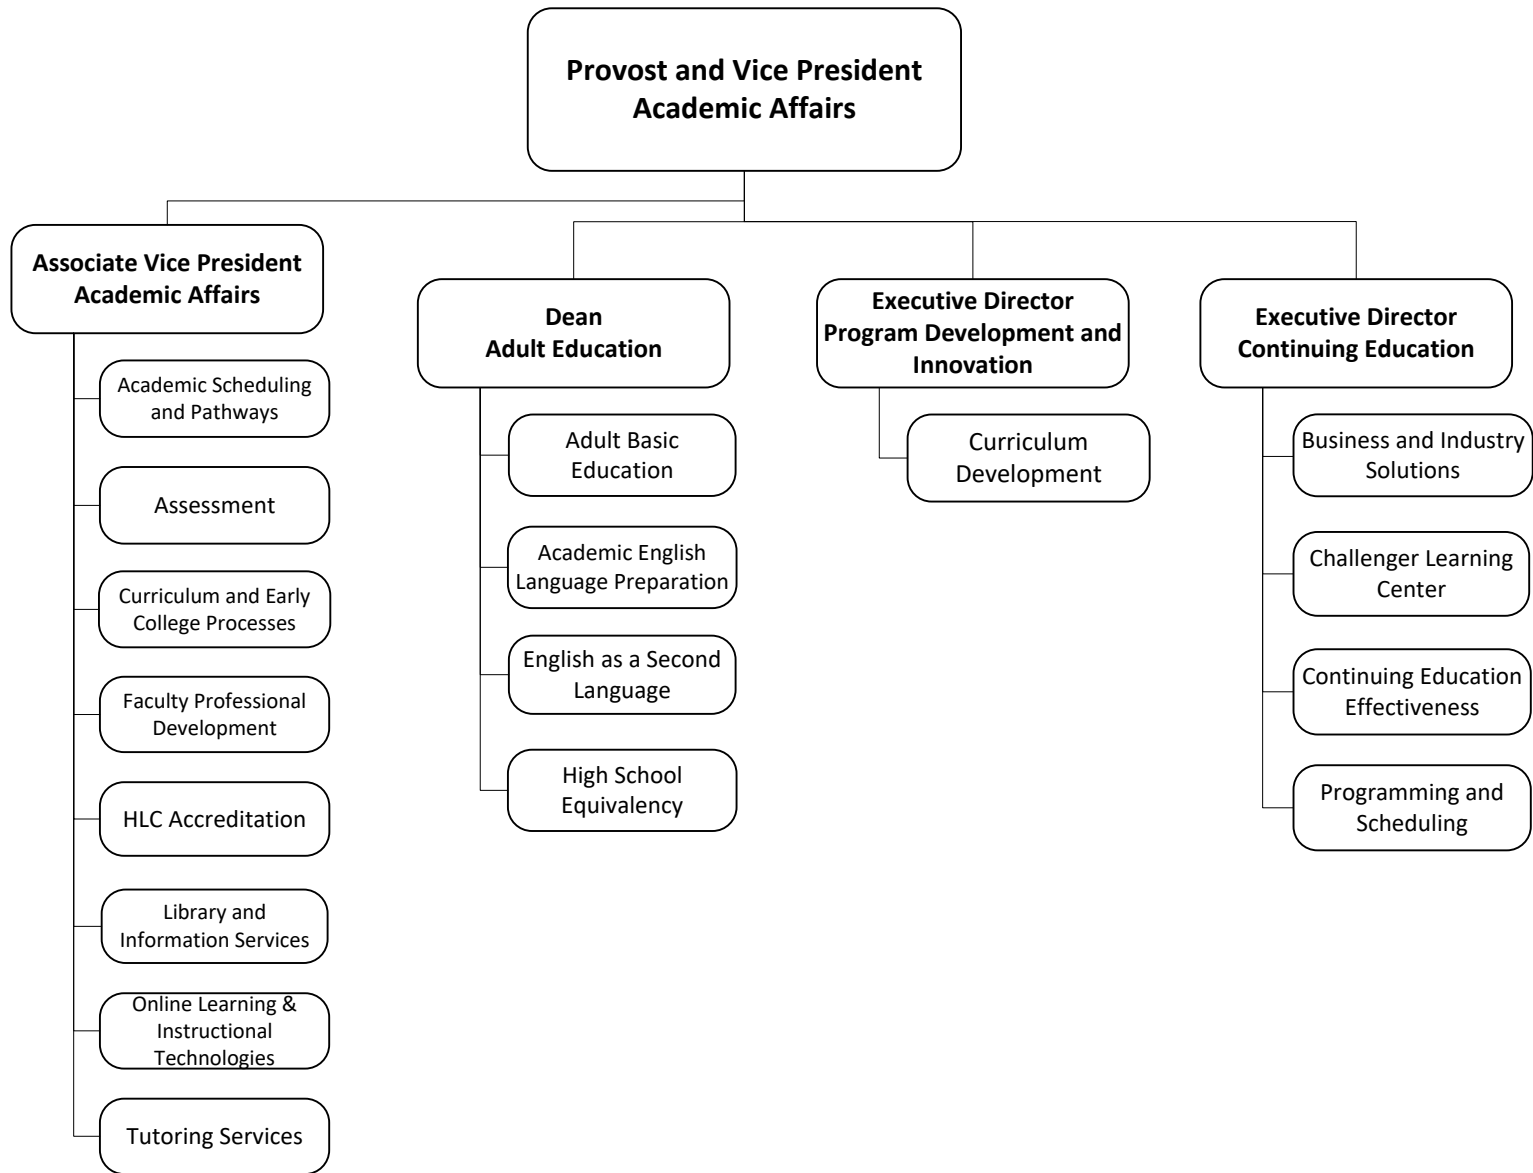 Provost and Vice President
Academic Affairs
Associate Vice President
Academic Affairs
Academic Scheduling
and Pathways
Assessment
Curriculum and Early
College Processes
Faculty Professional
Development
HLC Accreditation
Library and
Information Services
Online Learning &
Instructional
Technologies
Tutoring Services
Dean
Adult Education
Adult Basic
Education
Academic English
Language Preparation
English as a Second
Language
High School
Equivalency
Executive Director
Program Development and
Innovation
Curriculum
Development
Executive Director
Continuing Education
Business and Industry
Solutions
Challenger Learning
Center
Continuing Education
Effectiveness
Programming and
Scheduling